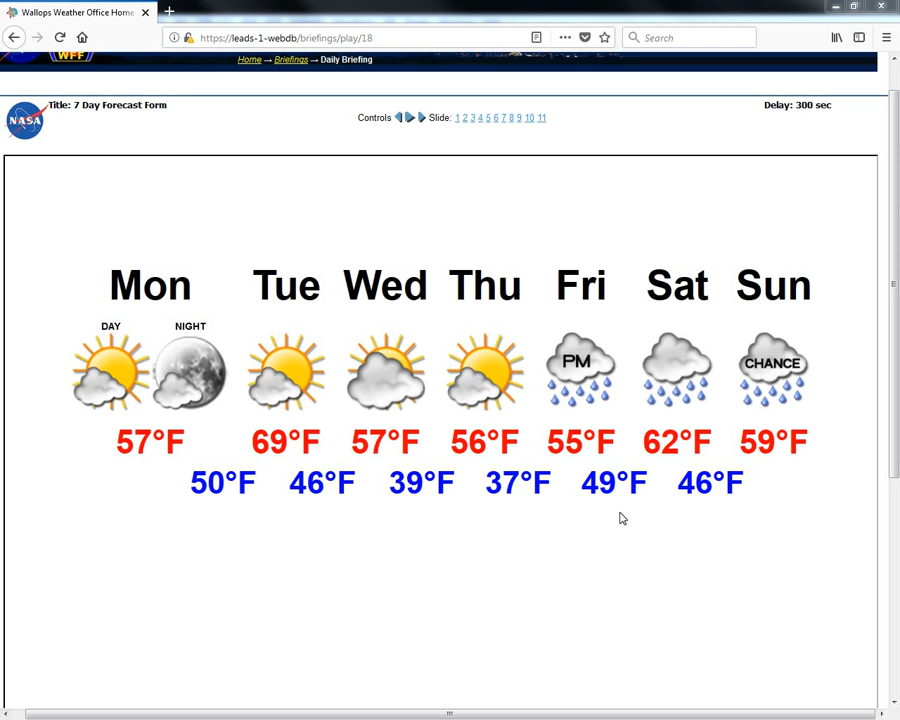 Wallops Weather Office Home
https://leads-1-webdb/briefings/play/18
Search
WFF
Home → Briefings → Daily Briefing
NASA
Title: 7 Day Forecast Form
Controls Slide: 1 2 3 4 5 6 7 8 9 10 11
Delay: 300 sec
Mon Tue Wed Thu Fri Sat Sun
DAY NIGHT
PM
CHANCE
57°F 69°F 57°F 56°F 55°F 62°F 59°F
50°F 46°F 39°F 37°F 49°F 46°F